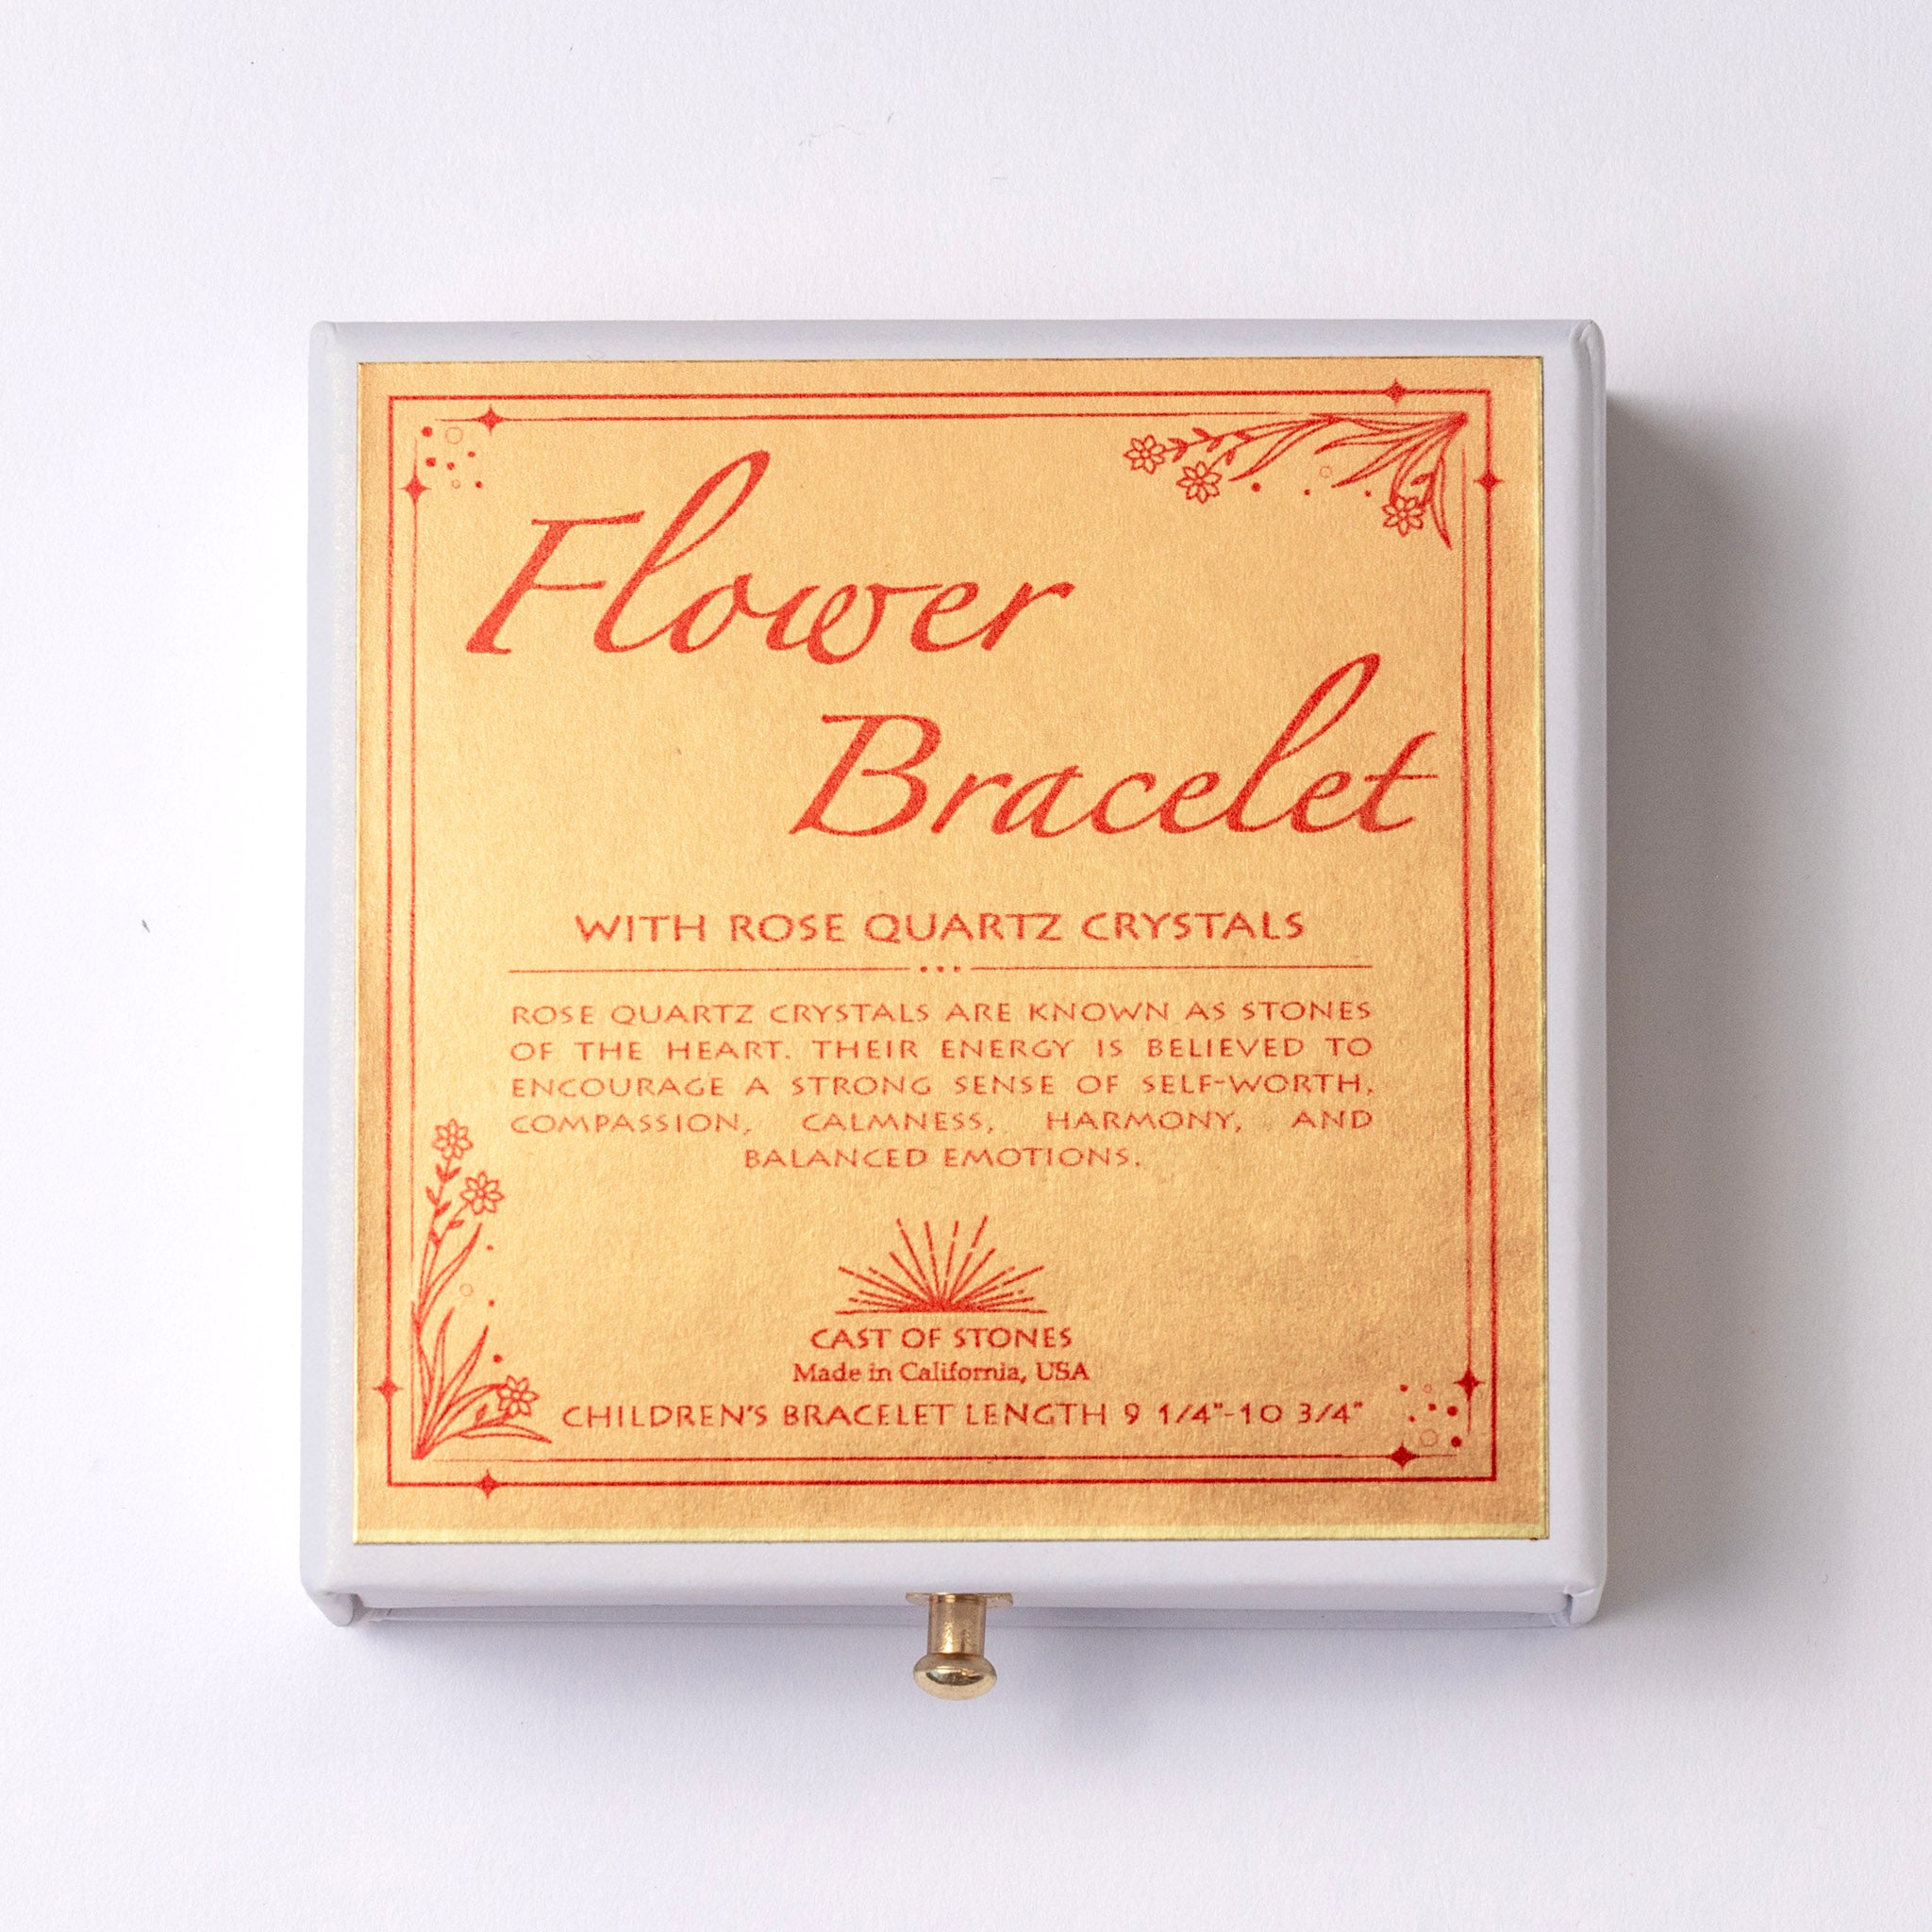 Flower
Bracelet
WITH ROSE QUARTZ CRYSTALS
ROSE QUARTZ CRYSTALS ARE KNOWN AS STONES
OF THE HEART. THEIR ENERGY IS BELIEVED TO
ENCOURAGE A STRONG SENSE OF SELF-WORTH,
COMPASSION, CALMNESS, HARMONY, AND
BALANCED EMOTIONS.
CAST OF STONES
Made in California, USA
CHILDREN'S BRACELET LENGTH 9 1/4"-10 3/4"